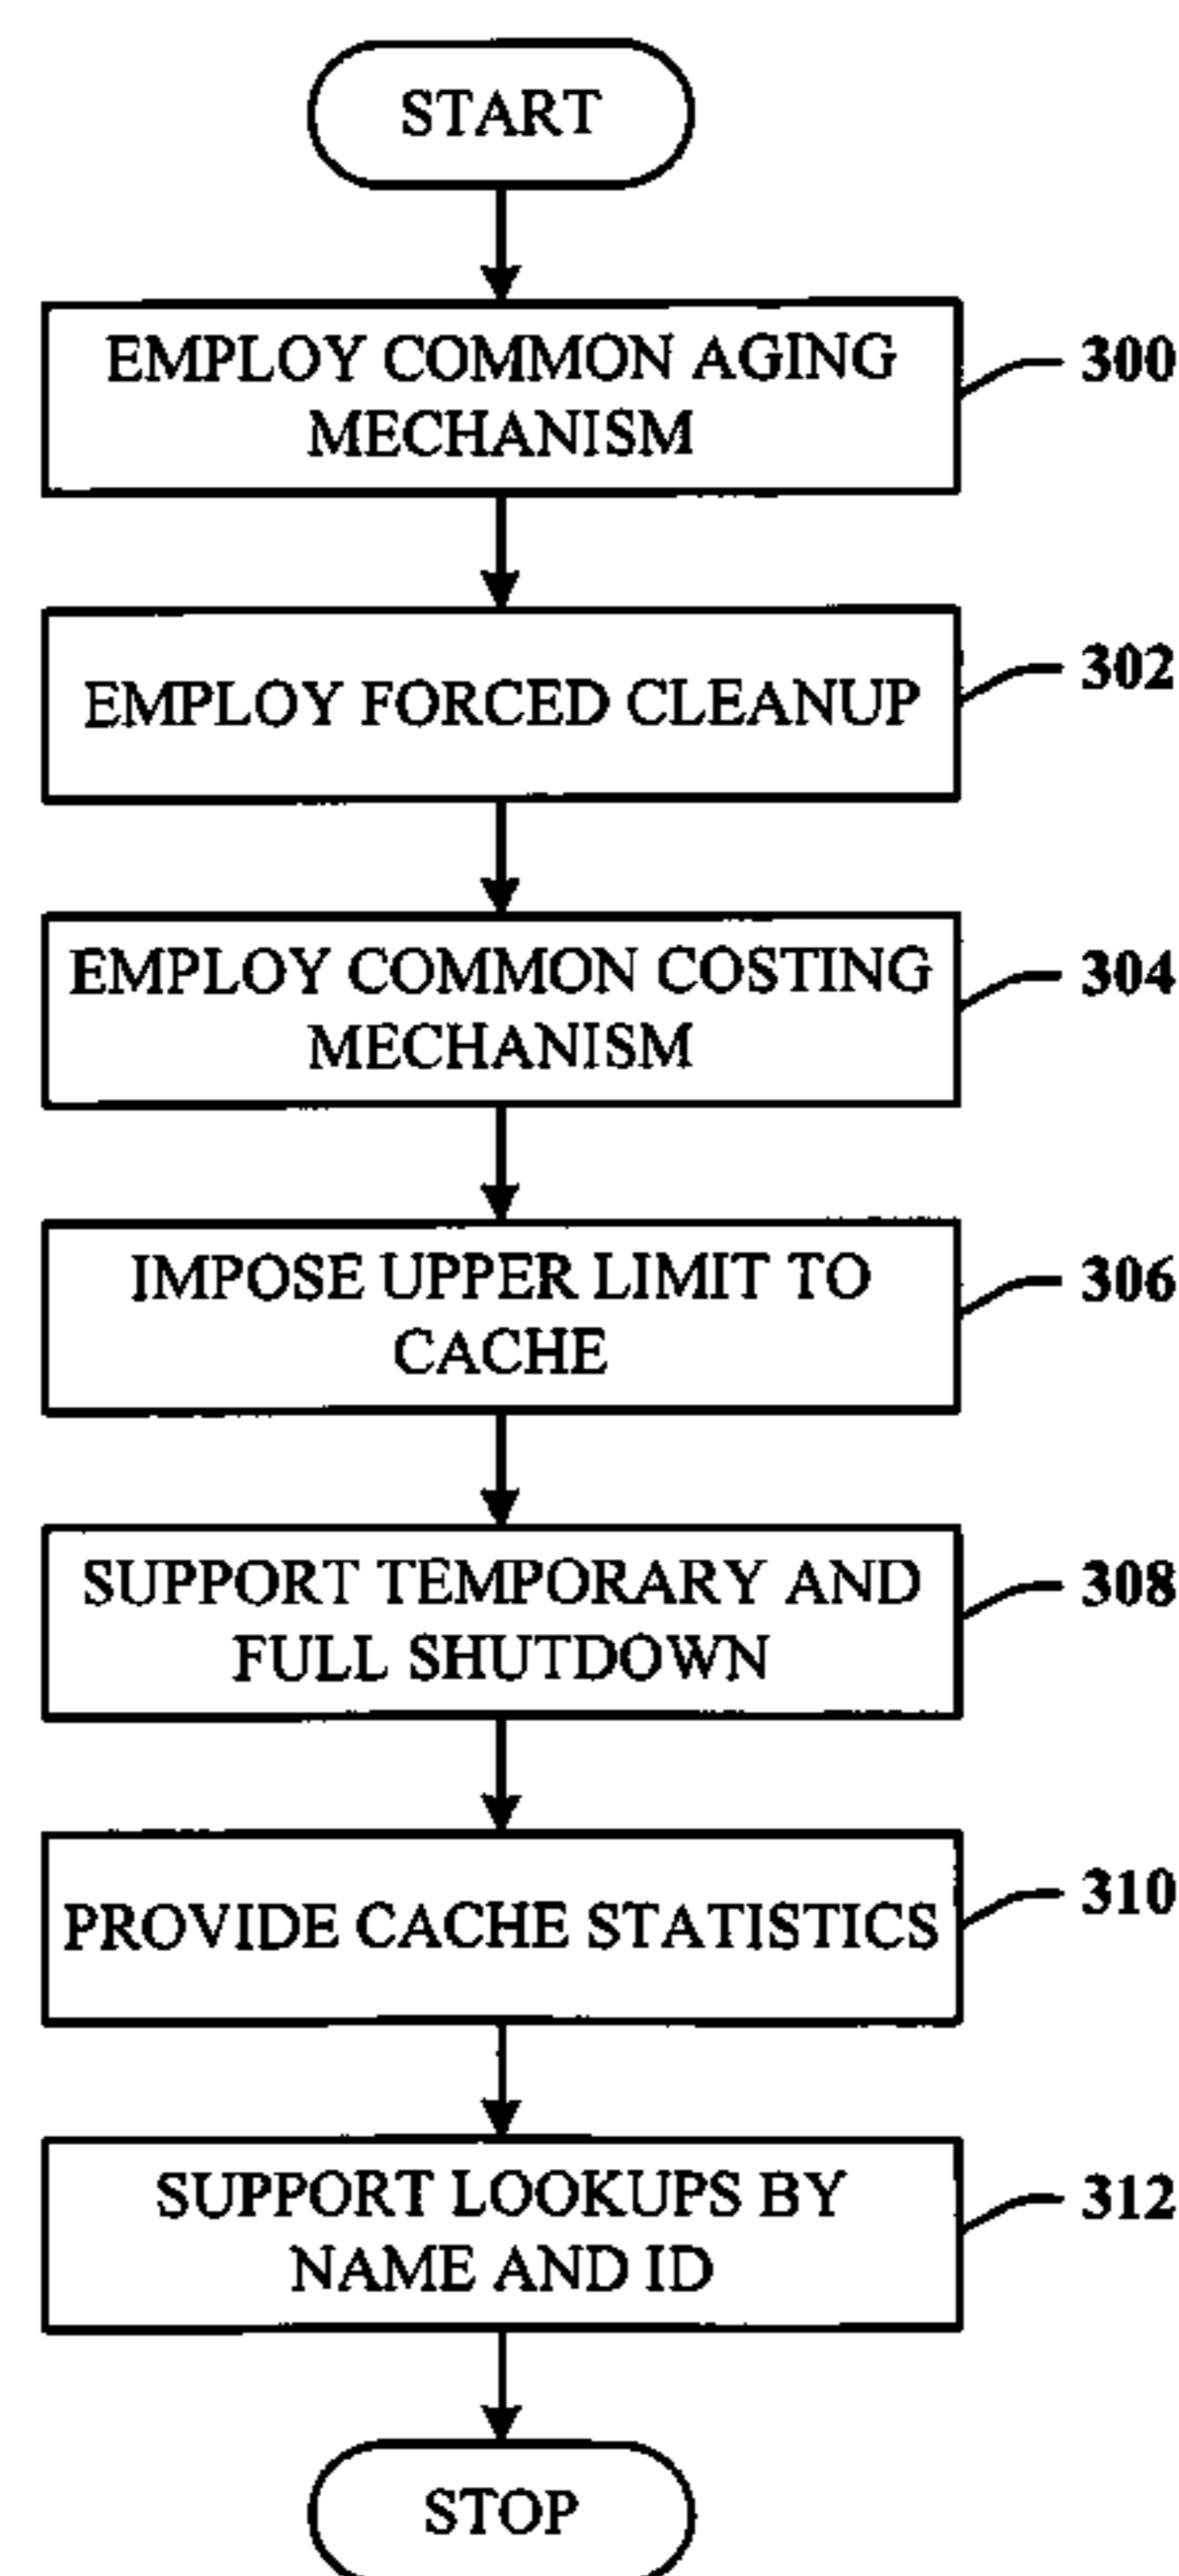 START
EMPLOY COMMON AGING
MECHANISM
300
EMPLOY FORCED CLEANUP
302
EMPLOY COMMON COSTING
MECHANISM
304
IMPOSE UPPER LIMIT TO
CACHE
306
SUPPORT TEMPORARY AND
FULL SHUTDOWN
308
PROVIDE CACHE STATISTICS
310
SUPPORT LOOKUPS BY
NAME AND ID
312
STOP